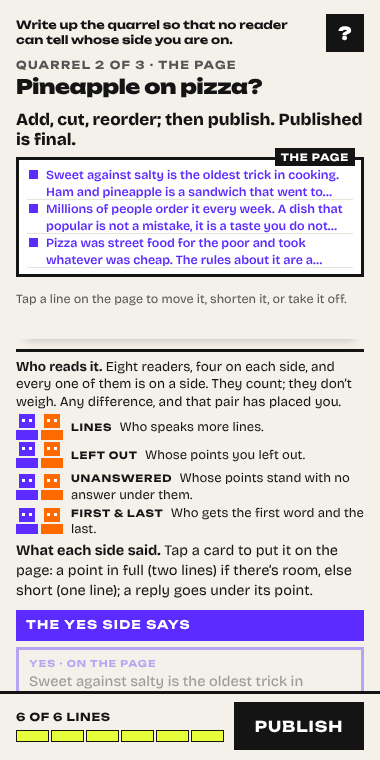 Write up the quarrel so that no reader
can tell whose side you are on.
?
QUARREL 2 OF 3 · THE PAGE
Pineapple on pizza?
Add, cut, reorder; then publish. Published
is final.
THE PAGE
Sweet against salty is the oldest trick in cooking.
Ham and pineapple is a sandwich that went to…
Millions of people order it every week. A dish that
popular is not a mistake, it is a taste you do not…
Pizza was street food for the poor and took
whatever was cheap. The rules about it are a…
Tap a line on the page to move it, shorten it, or take it off.
Who reads it. Eight readers, four on each side, and
every one of them is on a side. They count; they don’t
weigh. Any difference, and that pair has placed you.
LINES Who speaks more lines.
LEFT OUT Whose points you left out.
UNANSWERED Whose points stand with no
answer under them.
FIRST & LAST Who gets the first word and the
last.
What each side said. Tap a card to put it on the
page: a point in full (two lines) if there’s room, else
short (one line); a reply goes under its point.
THE YES SIDE SAYS
YES · ON THE PAGE
Sweet against salty is the oldest trick in
6 OF 6 LINES
PUBLISH